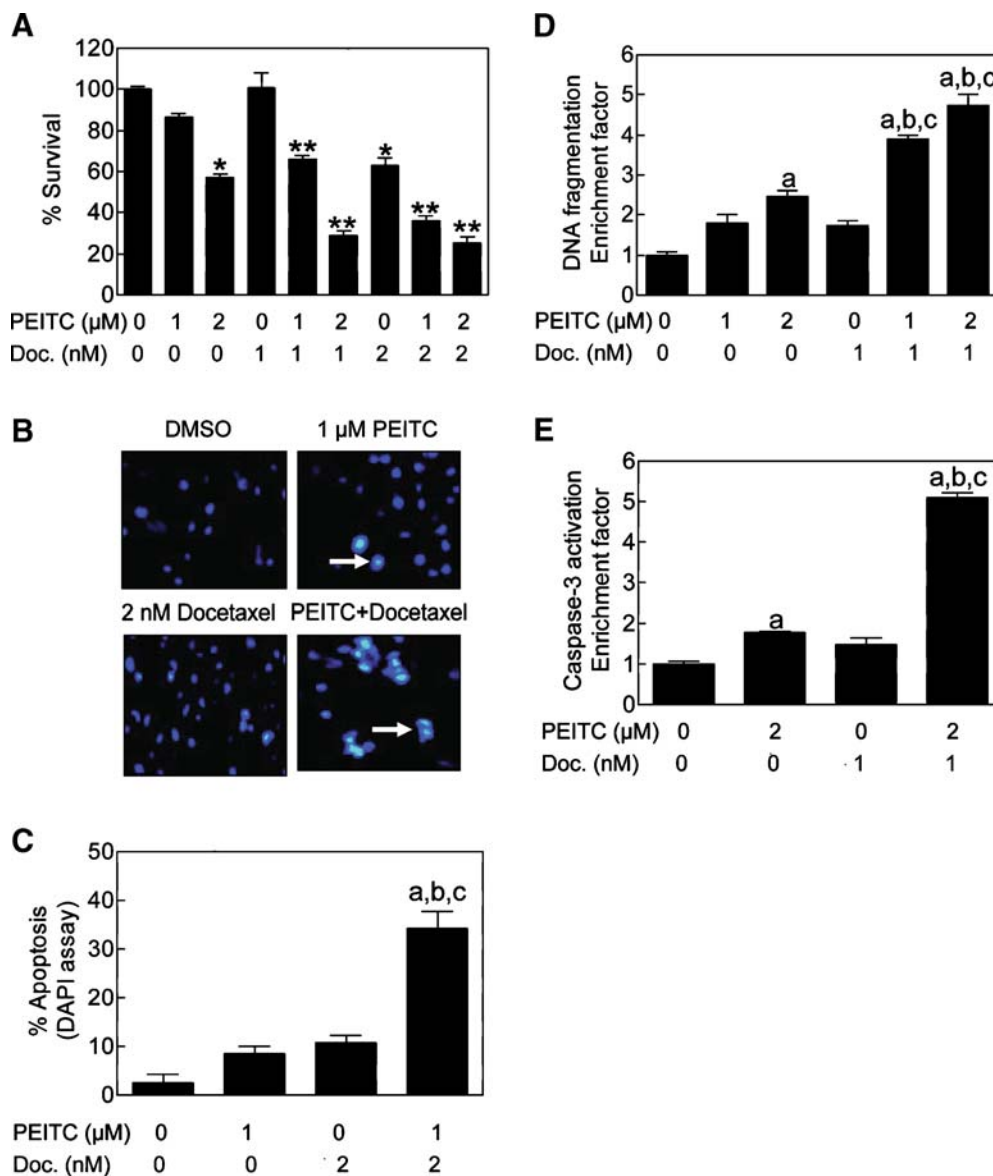 A
120
100
80
60
40
20
0
% Survival
* ** ** * ** **
PEITC (µM) 0 1 2 0 1 2 0 1 2
Doc. (nM) 0 0 0 1 1 1 2 2 2
B
DMSO 1 µM PEITC
2 nM Docetaxel PEITC+Docetaxel
C
50
40
30
20
10
0
% Apoptosis
(DAPI assay)
a,b,c
PEITC (µM) 0 1 0 1
Doc. (nM) 0 0 2 2
D
6
5
4
3
2
1
0
DNA fragmentation
Enrichment factor
a a,b,c a,b,c
PEITC (µM) 0 1 2 0 1 2
Doc. (nM) 0 0 0 1 1 1
E
6
5
4
3
2
1
0
Caspase-3 activation
Enrichment factor
a a,b,c
PEITC (µM) 0 2 0 2
Doc. (nM) 0 0 1 1